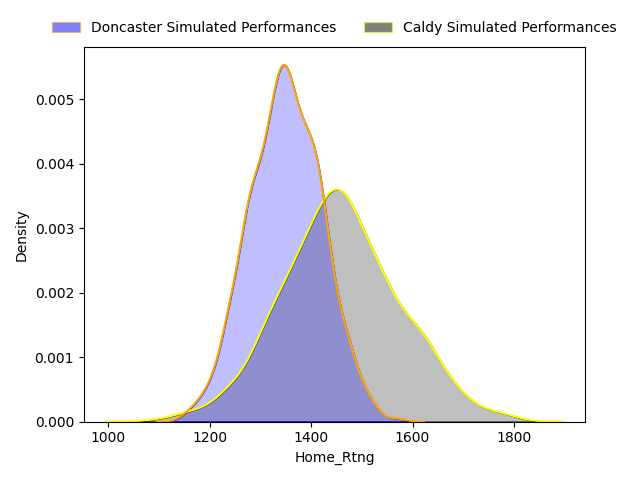 Doncaster Simulated Performances
Caldy Simulated Performances
Density
0.005
0.004
0.003
0.002
0.001
0.000
1000
1200
1400
1600
1800
Home_Rtng